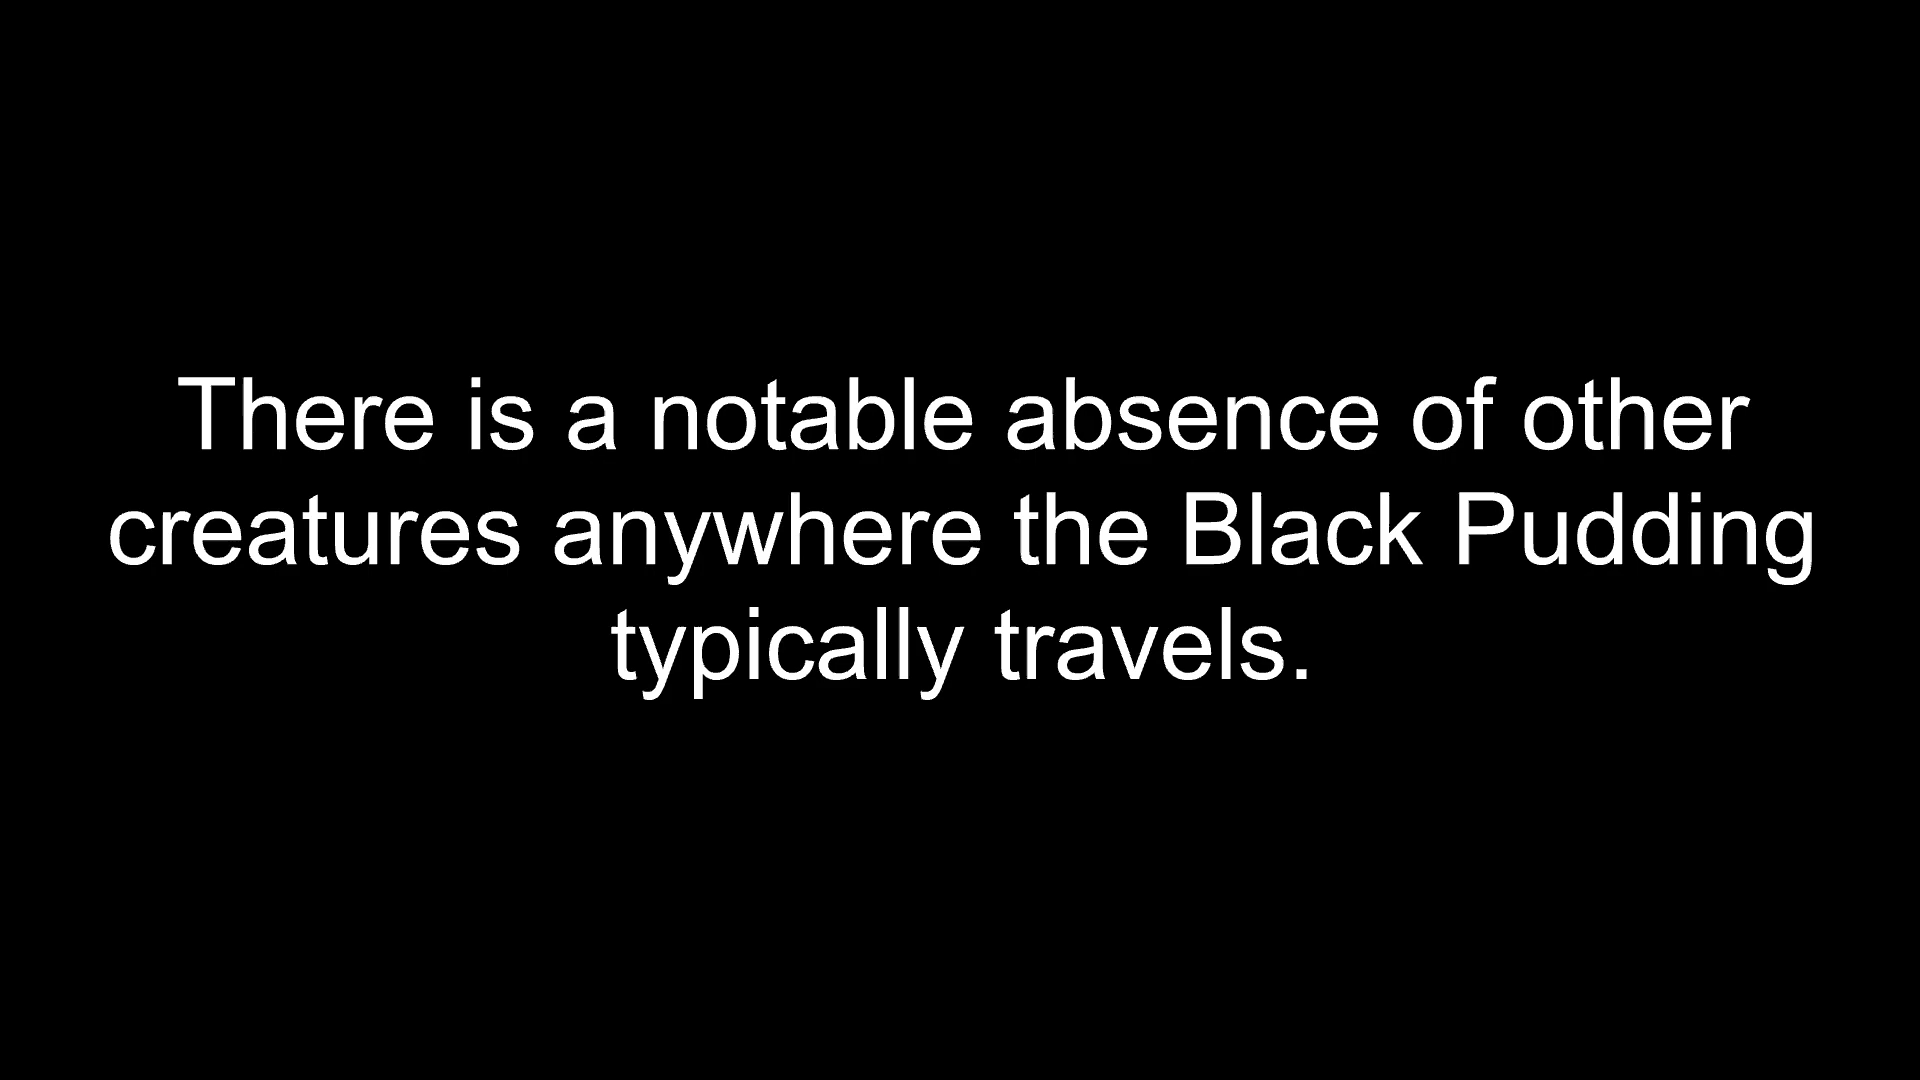 There is a notable absence of other
creatures anywhere the Black Pudding
typically travels.